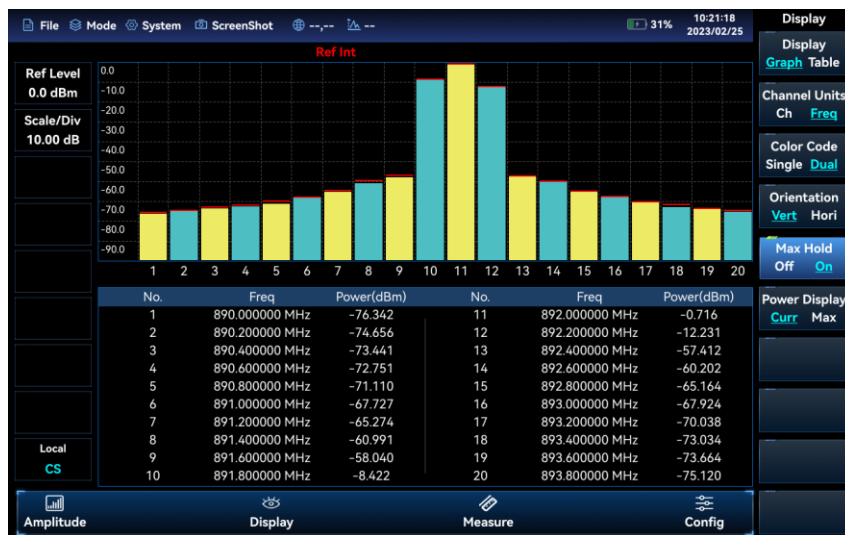 File Mode System ScreenShot --,-- -- 31% 10:21:18 2023/02/25
Display
Ref Int
Ref Level
0.0 dBm
Scale/Div
10.00 dB
0.0
-10.0
-20.0
-30.0
-40.0
-50.0
-60.0
-70.0
-80.0
-90.0
1 2 3 4 5 6 7 8 9 10 11 12 13 14 15 16 17 18 19 20
No. Freq Power(dBm) No. Freq Power(dBm)
1 890.000000 MHz -76.342 11 892.000000 MHz -0.716
2 890.200000 MHz -74.656 12 892.200000 MHz -12.231
3 890.400000 MHz -73.441 13 892.400000 MHz -57.412
4 890.600000 MHz -72.751 14 892.600000 MHz -60.202
5 890.800000 MHz -71.110 15 892.800000 MHz -65.164
6 891.000000 MHz -67.727 16 893.000000 MHz -67.924
7 891.200000 MHz -65.274 17 893.200000 MHz -70.038
8 891.400000 MHz -60.991 18 893.400000 MHz -73.034
9 891.600000 MHz -58.040 19 893.600000 MHz -73.664
10 891.800000 MHz -8.422 20 893.800000 MHz -75.120
Local
CS
Display
Graph Table
Channel Units
Ch Freq
Color Code
Single Dual
Orientation
Vert Hori
Max Hold
Off On
Power Display
Curr Max
Amplitude Display Measure Config